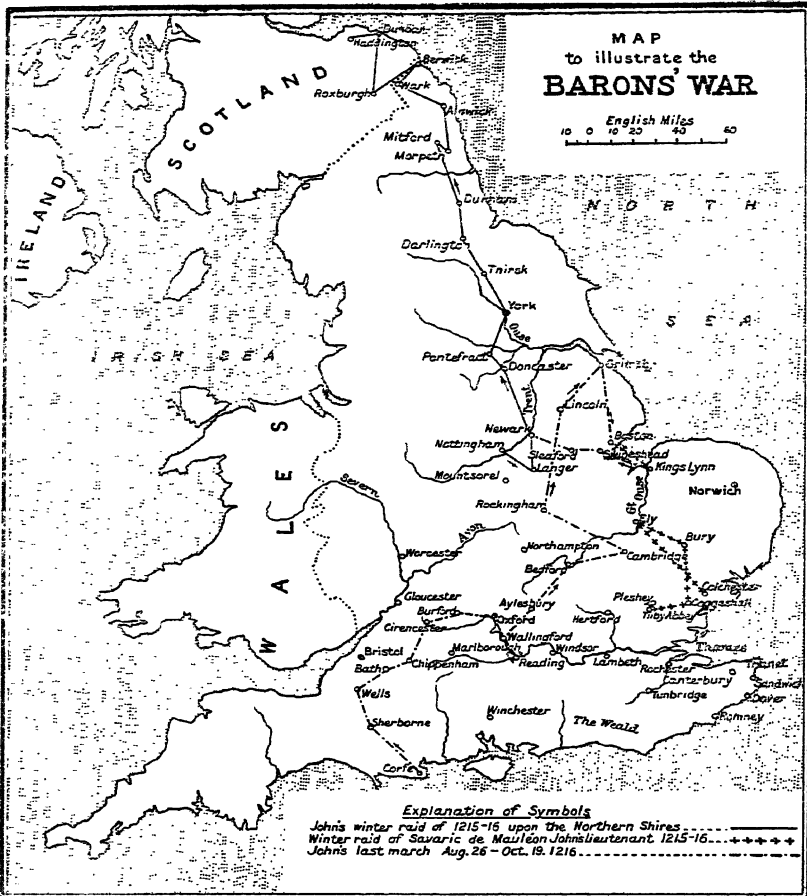 MAP
to illustrate the
BARONS' WAR
English Miles
10 0 10 20 40 60
SCOTLAND
IRELAND
NORTH
SEA
IRISH SEA
WALES
Dunbar
Haddington
Berwick
Wark
Roxburgh
Alnwick
Mitford
Durham
Thirsk
York
Ouse
Pontefract
Doncaster
Trent
Lincoln
Newark
Nottingham
Sleaford
Boston
Langer
Mountsorel
Kings Lynn
Norwich
Gt Ouse
Rockingham
Severn
Avon
Ely
Bury
Worcester
Northampton
Cambridge
Bedford
Colchester
Coggeshall
Gloucester
Aylesbury
Pleshey
Tilty Abbey
Burford
Oxford
Hertford
Cirencester
Wallingford
Bristol
Marlborough
Windsor
Thames
Bath
Chippenham
Reading
Lambeth
Rochester
Canterbury
Sandwich
Tunbridge
Dover
Wells
Romney
Winchester
The Weald
Sherborne
Corfe
Explanation of Symbols
John's winter raid of 1215-16 upon the Northern Shires
Winter raid of Savaric de Mauleon John's lieutenant 1215-16
John's last march Aug. 26 - Oct. 19. 1216